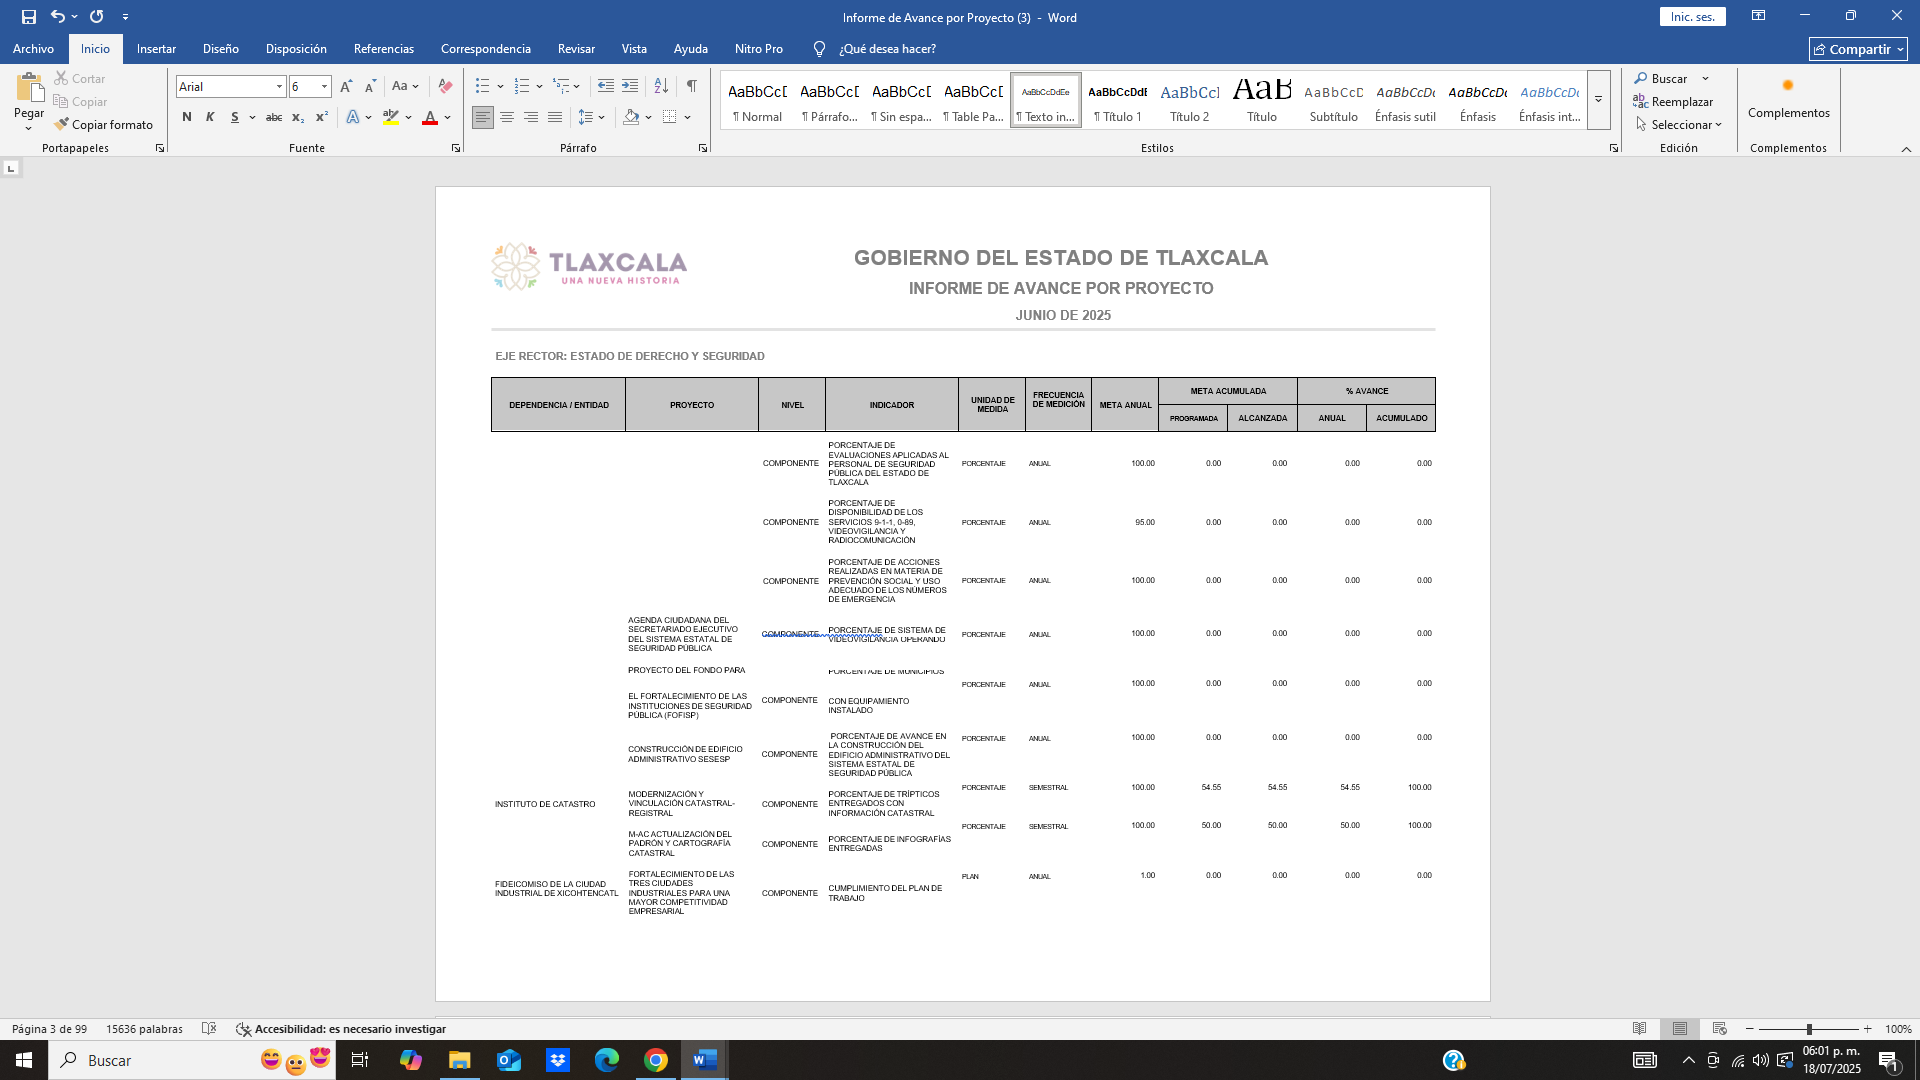 Informe de Avance por Proyecto (3) - Word
Inic. ses.
Archivo Inicio Insertar Diseño Disposición Referencias Correspondencia Revisar Vista Ayuda Nitro Pro ¿Qué desea hacer? Compartir
Pegar
Cortar
Copiar
Copiar formato
Portapapeles
Arial 6
Aa
N K S abc x₂ x²
Fuente
Párrafo
AaBbCcD ¶ Normal
AaBbCcD ¶ Párrafo...
AaBbCcD ¶ Sin espa...
AaBbCcD ¶ Table Pa...
AaBbCcDdEe ¶ Texto in...
AaBbCcDdE ¶ Título 1
AaBbCcI Título 2
AaB Título
AaBbCcD Subtítulo
AaBbCcDc Énfasis sutil
AaBbCcDc Énfasis
AaBbCcDc Énfasis int...
Estilos
Buscar
Reemplazar
Seleccionar
Edición
Complementos
Complementos
TLAXCALA
UNA NUEVA HISTORIA
GOBIERNO DEL ESTADO DE TLAXCALA
INFORME DE AVANCE POR PROYECTO
JUNIO DE 2025
EJE RECTOR: ESTADO DE DERECHO Y SEGURIDAD
DEPENDENCIA / ENTIDAD PROYECTO NIVEL INDICADOR UNIDAD DE MEDIDA FRECUENCIA DE MEDICIÓN META ANUAL META ACUMULADA % AVANCE
PROGRAMADA ALCANZADA ANUAL ACUMULADO
PORCENTAJE DE
EVALUACIONES APLICADAS AL
COMPONENTE PERSONAL DE SEGURIDAD PORCENTAJE ANUAL 100.00 0.00 0.00 0.00 0.00
PÚBLICA DEL ESTADO DE
TLAXCALA
PORCENTAJE DE
DISPONIBILIDAD DE LOS
COMPONENTE SERVICIOS 9-1-1, 0-89, PORCENTAJE ANUAL 95.00 0.00 0.00 0.00 0.00
VIDEOVIGILANCIA Y
RADIOCOMUNICACIÓN
PORCENTAJE DE ACCIONES
REALIZADAS EN MATERIA DE
COMPONENTE PREVENCIÓN SOCIAL Y USO PORCENTAJE ANUAL 100.00 0.00 0.00 0.00 0.00
ADECUADO DE LOS NÚMEROS
DE EMERGENCIA
AGENDA CIUDADANA DEL
SECRETARIADO EJECUTIVO
DEL SISTEMA ESTATAL DE
SEGURIDAD PÚBLICA
COMPONENTE PORCENTAJE DE SISTEMA DE
VIDEOVIGILANCIA OPERANDO
PORCENTAJE ANUAL 100.00 0.00 0.00 0.00 0.00
PROYECTO DEL FONDO PARA
EL FORTALECIMIENTO DE LAS
INSTITUCIONES DE SEGURIDAD
PÚBLICA (FOFISP)
COMPONENTE
PORCENTAJE DE MUNICIPIOS
CON EQUIPAMIENTO
INSTALADO
PORCENTAJE ANUAL 100.00 0.00 0.00 0.00 0.00
CONSTRUCCIÓN DE EDIFICIO
ADMINISTRATIVO SESESP
COMPONENTE
PORCENTAJE DE AVANCE EN
LA CONSTRUCCIÓN DEL
EDIFICIO ADMINISTRATIVO DEL
SISTEMA ESTATAL DE
SEGURIDAD PÚBLICA
PORCENTAJE ANUAL 100.00 0.00 0.00 0.00 0.00
INSTITUTO DE CATASTRO
MODERNIZACIÓN Y
VINCULACIÓN CATASTRAL-
REGISTRAL
COMPONENTE
PORCENTAJE DE TRÍPTICOS
ENTREGADOS CON
INFORMACIÓN CATASTRAL
PORCENTAJE SEMESTRAL 100.00 54.55 54.55 54.55 100.00
M-AC ACTUALIZACIÓN DEL
PADRÓN Y CARTOGRAFÍA
CATASTRAL
COMPONENTE
PORCENTAJE DE INFOGRAFÍAS
ENTREGADAS
PORCENTAJE SEMESTRAL 100.00 50.00 50.00 50.00 100.00
FIDEICOMISO DE LA CIUDAD
INDUSTRIAL DE XICOHTENCATL
FORTALECIMIENTO DE LAS
TRES CIUDADES
INDUSTRIALES PARA UNA
MAYOR COMPETITIVIDAD
EMPRESARIAL
COMPONENTE
CUMPLIMIENTO DEL PLAN DE
TRABAJO
PLAN ANUAL 1.00 0.00 0.00 0.00 0.00
Página 3 de 99 15636 palabras Accesibilidad: es necesario investigar 100%
Buscar
06:01 p. m.
18/07/2025
1